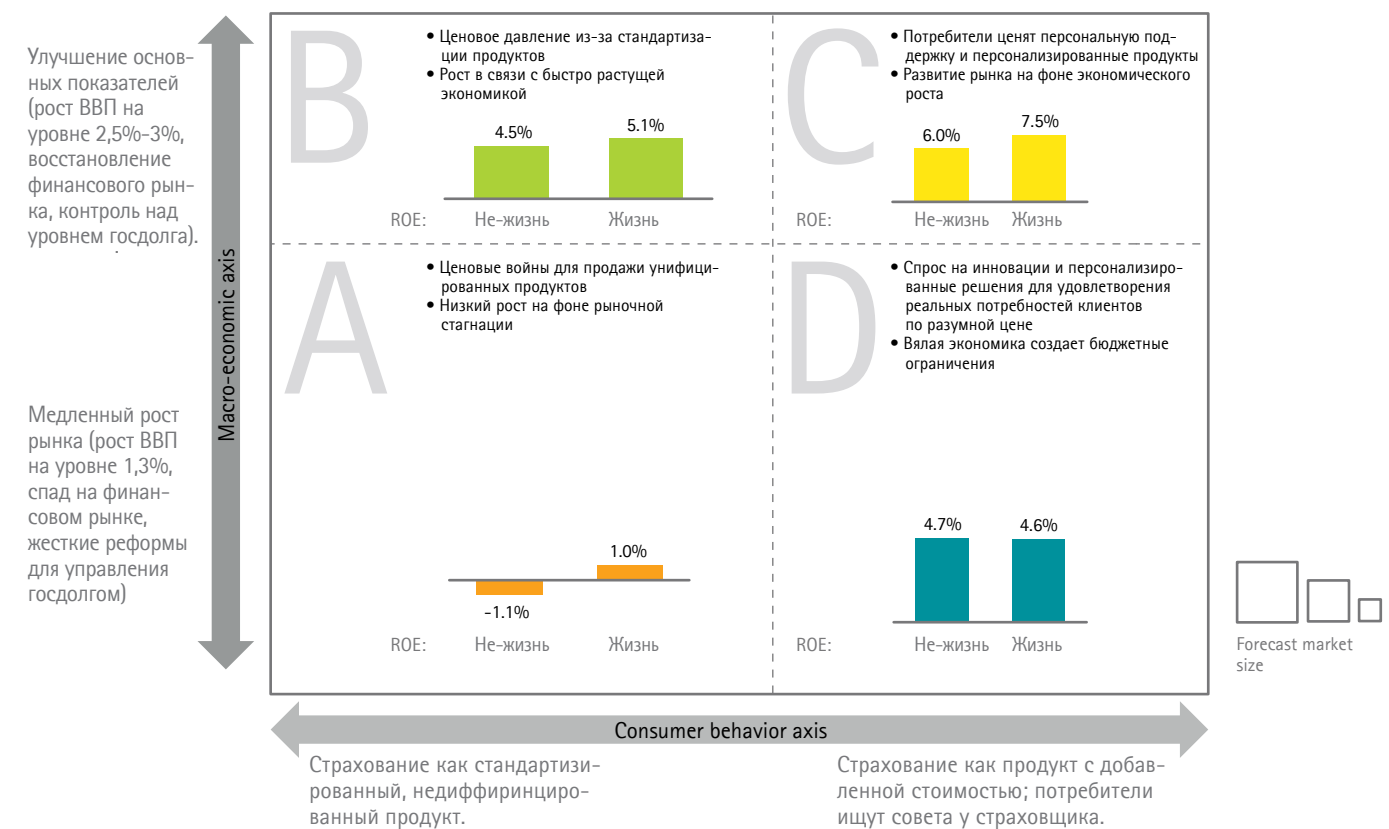 Улучшение основ-
ных показателей
(рост ВВП на
уровне 2,5%-3%,
восстановление
финансового рын-
ка, контроль над
уровнем госдолга).
Медленный рост
рынка (рост ВВП
на уровне 1,3%,
спад на финан-
совом рынке,
жесткие реформы
для управления
госдолгом)
Macro-economic axis
B
• Ценовое давление из-за стандартиза-
ции продуктов
• Рост в связи с быстро растущей
экономикой
4.5%
5.1%
ROE:
Не-жизнь
Жизнь
C
• Потребители ценят персональную под-
держку и персонализированные продукты
• Развитие рынка на фоне экономического
роста
6.0%
7.5%
ROE:
Не-жизнь
Жизнь
A
• Ценовые войны для продажи унифици-
рованных продуктов
• Низкий рост на фоне рыночной
стагнации
-1.1%
1.0%
ROE:
Не-жизнь
Жизнь
D
• Спрос на инновации и персонализиро-
ванные решения для удовлетворения
реальных потребностей клиентов
по разумной цене
• Вялая экономика создает бюджетные
ограничения
4.7%
4.6%
ROE:
Не-жизнь
Жизнь
Forecast market
size
Consumer behavior axis
Страхование как стандартизи-
рованный, недиффиринциро-
ванный продукт.
Страхование как продукт с добав-
ленной стоимостью; потребители
ищут совета у страховщика.